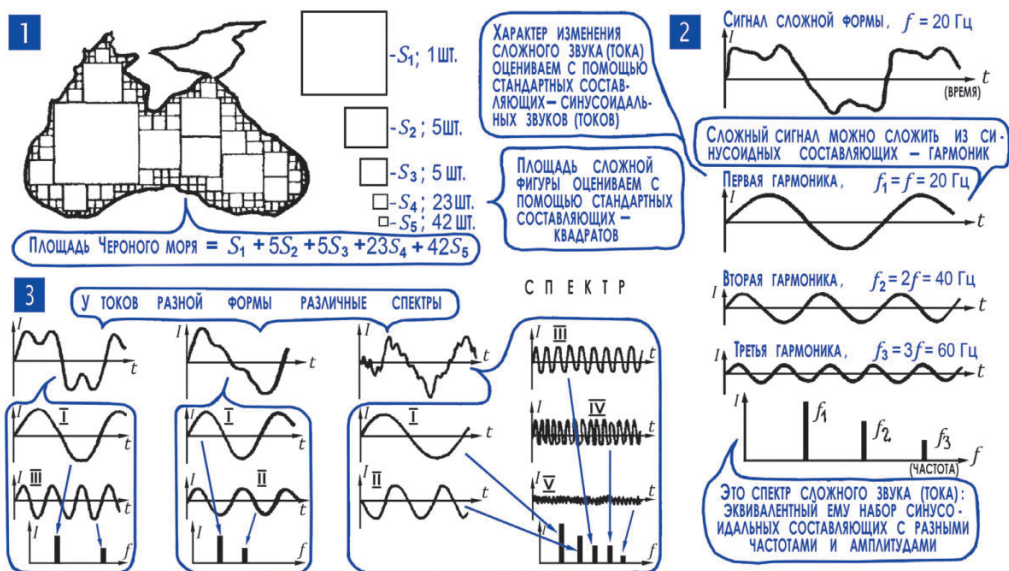 1
S₁; 1 шт.
S₂; 5 шт.
S₃; 5 шт.
S₄; 23 шт.
S₅; 42 шт.
Площадь Чероного моря = S₁ + 5S₂ + 5S₃ + 23S₄ + 42S₅
Характер изменения
сложного звука (тока)
оцениваем с помощью
стандартных состав-
ляющих – синусоидаль-
ных звуков (токов)
Площадь сложной
фигуры оцениваем с
помощью стандартных
составляющих –
квадратов
2
Сигнал сложной формы, f = 20 Гц
I
t
(время)
Сложный сигнал можно сложить из си-
нусоидных составляющих – гармоник
Первая гармоника, f₁ = f = 20 Гц
I
t
Вторая гармоника, f₂ = 2f = 40 Гц
I
t
Третья гармоника, f₃ = 3f = 60 Гц
I
t
I
f₁
f₂
f₃
f
(частота)
Это спектр сложного звука (тока):
эквивалентный ему набор синусо-
идальных составляющих с разными
частотами и амплитудами
3
У токов разной формы различные спектры
СПЕКТР
I
t
I
t
I
t
III
t
I
I
t
I
I
t
I
I
t
IV
t
I
III
t
I
II
t
I
II
t
V
t
I
f
I
f
I
f